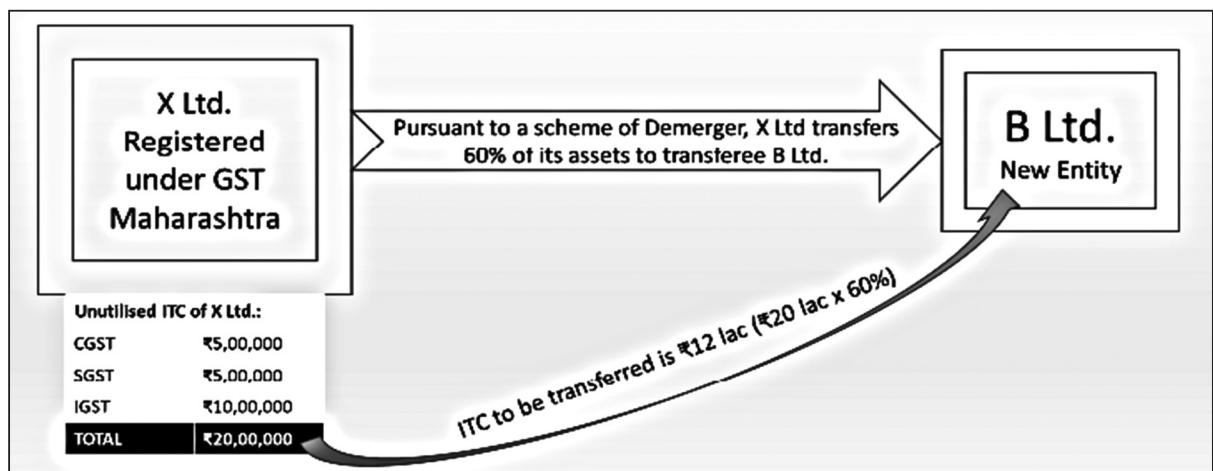 X Ltd.
Registered
under GST
Maharashtra
Pursuant to a scheme of Demerger, X Ltd transfers
60% of its assets to transferee B Ltd.
B Ltd.
New Entity
Unutilised ITC of X Ltd.:
CGST ₹5,00,000
SGST ₹5,00,000
IGST ₹10,00,000
TOTAL ₹20,00,000
ITC to be transferred is ₹12 lac (₹20 lac x 60%)